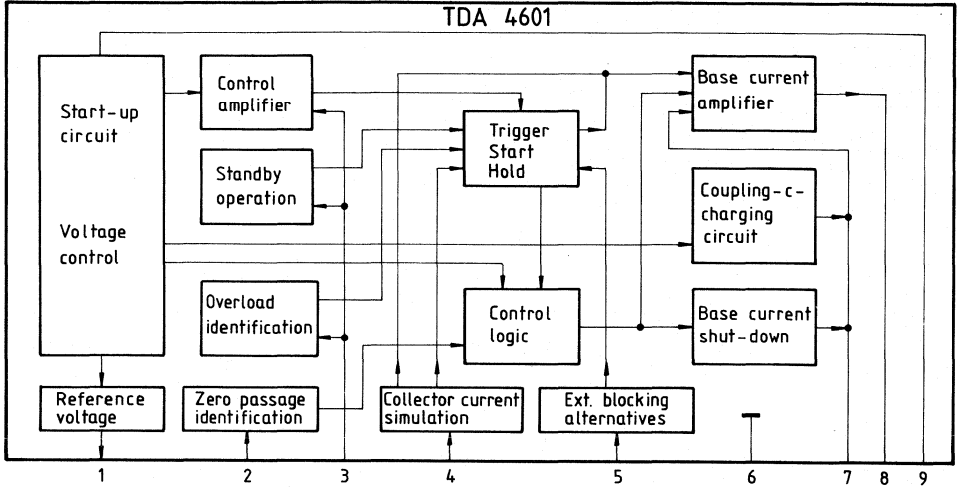 TDA 4601
Start-up
circuit
Voltage
control
Control
amplifier
Standby
operation
Overload
identification
Trigger
Start
Hold
Control
logic
Base current
amplifier
Coupling-c-
charging
circuit
Base current
shut-down
Reference
voltage
Zero passage
identification
Collector current
simulation
Ext. blocking
alternatives
1 2 3 4 5 6 7 8 9